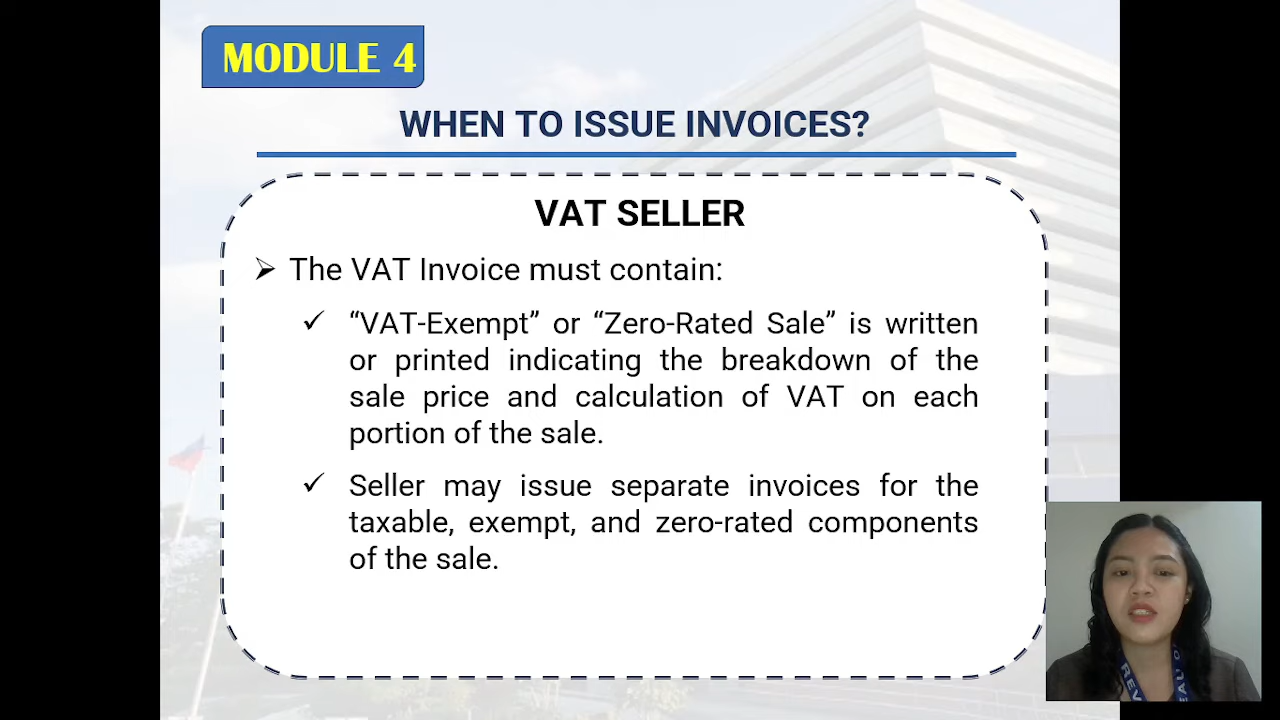 MODULE 4
WHEN TO ISSUE INVOICES?
VAT SELLER
➢ The VAT Invoice must contain:
✓ “VAT-Exempt” or “Zero-Rated Sale” is written
or printed indicating the breakdown of the
sale price and calculation of VAT on each
portion of the sale.
✓ Seller may issue separate invoices for the
taxable, exempt, and zero-rated components
of the sale.